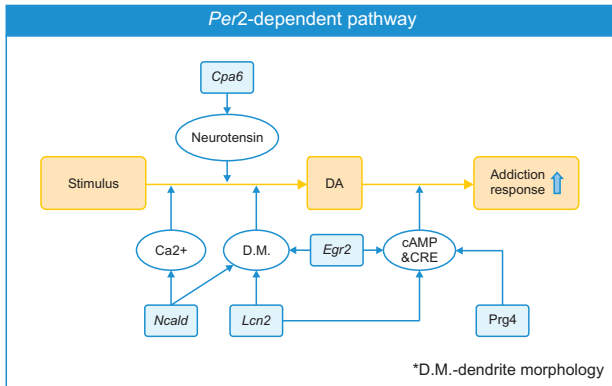 Per2-dependent pathway
Cpa6
Neurotensin
Stimulus
DA
Addiction
response
Ca2+
D.M.
Egr2
cAMP
&CRE
Ncald
Lcn2
Prg4
*D.M.-dendrite morphology